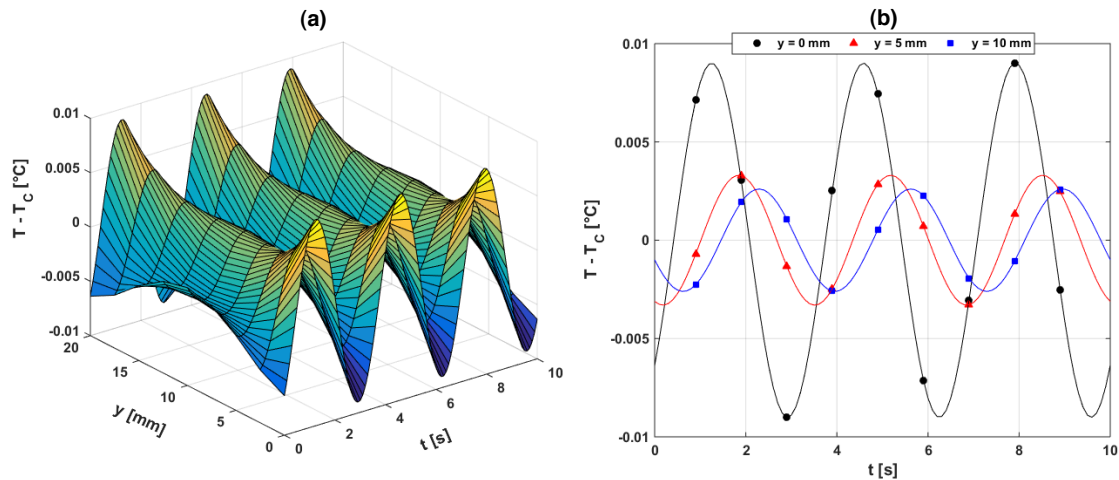 (a)
0.01
0.005
0
-0.005
-0.01
T - T_C [°C]
20
15
10
5
0
y [mm]
0
2
4
6
8
10
t [s]
(b)
y = 0 mm y = 5 mm y = 10 mm
0.01
0.005
0
-0.005
-0.01
T - T_C [°C]
0 2 4 6 8 10
t [s]